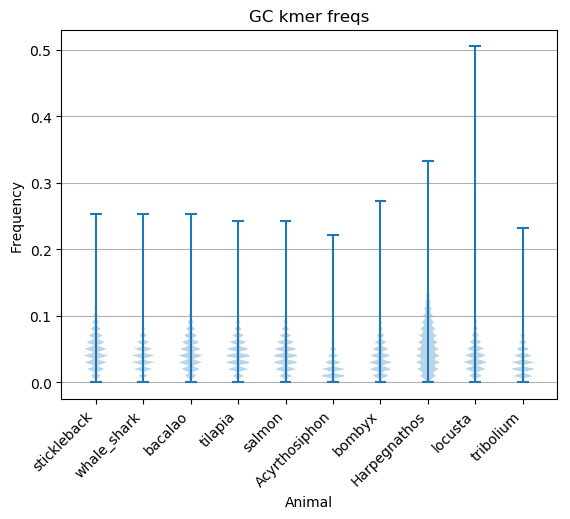 GC kmer freqs
Frequency
0.5
0.4
0.3
0.2
0.1
0.0
stickleback
whale_shark
bacalao
tilapia
salmon
Acyrthosiphon
bombyx
Harpegnathos
locusta
tribolium
Animal